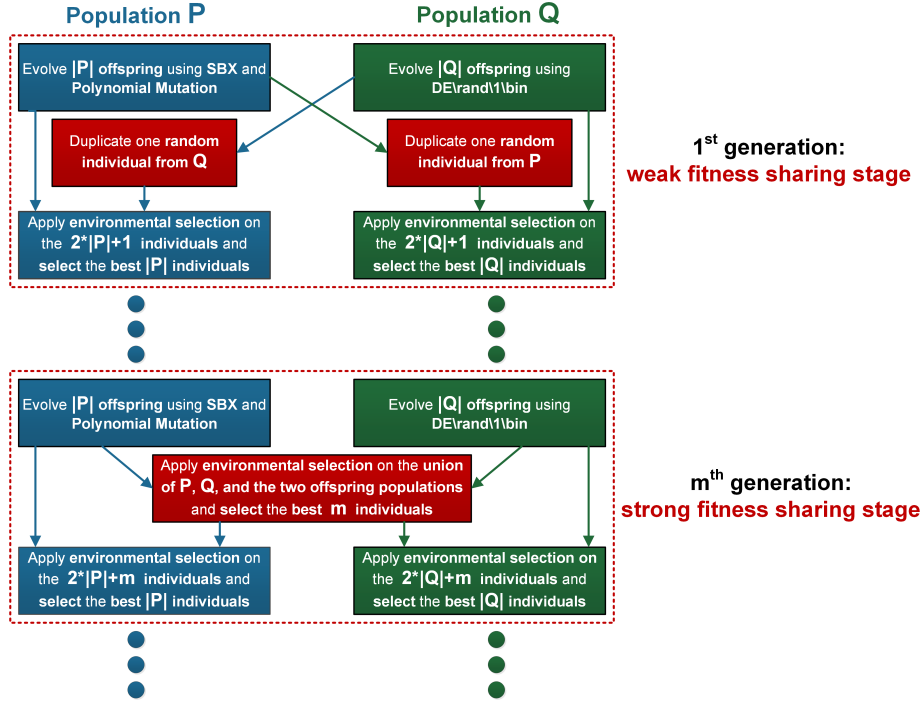 Population P
Population Q
Evolve |P| offspring using SBX and
Polynomial Mutation
Evolve |Q| offspring using
DE\rand\1\bin
Duplicate one random
individual from Q
Duplicate one random
individual from P
1st generation:
weak fitness sharing stage
Apply environmental selection on
the 2*|P|+1 individuals and
select the best |P| individuals
Apply environmental selection on
the 2*|Q|+1 individuals and
select the best |Q| individuals
Evolve |P| offspring using SBX and
Polynomial Mutation
Evolve |Q| offspring using
DE\rand\1\bin
Apply environmental selection on the union
of P, Q, and the two offspring populations
and select the best m individuals
mth generation:
strong fitness sharing stage
Apply environmental selection on
the 2*|P|+m individuals and
select the best |P| individuals
Apply environmental selection on
the 2*|Q|+m individuals and
select the best |Q| individuals